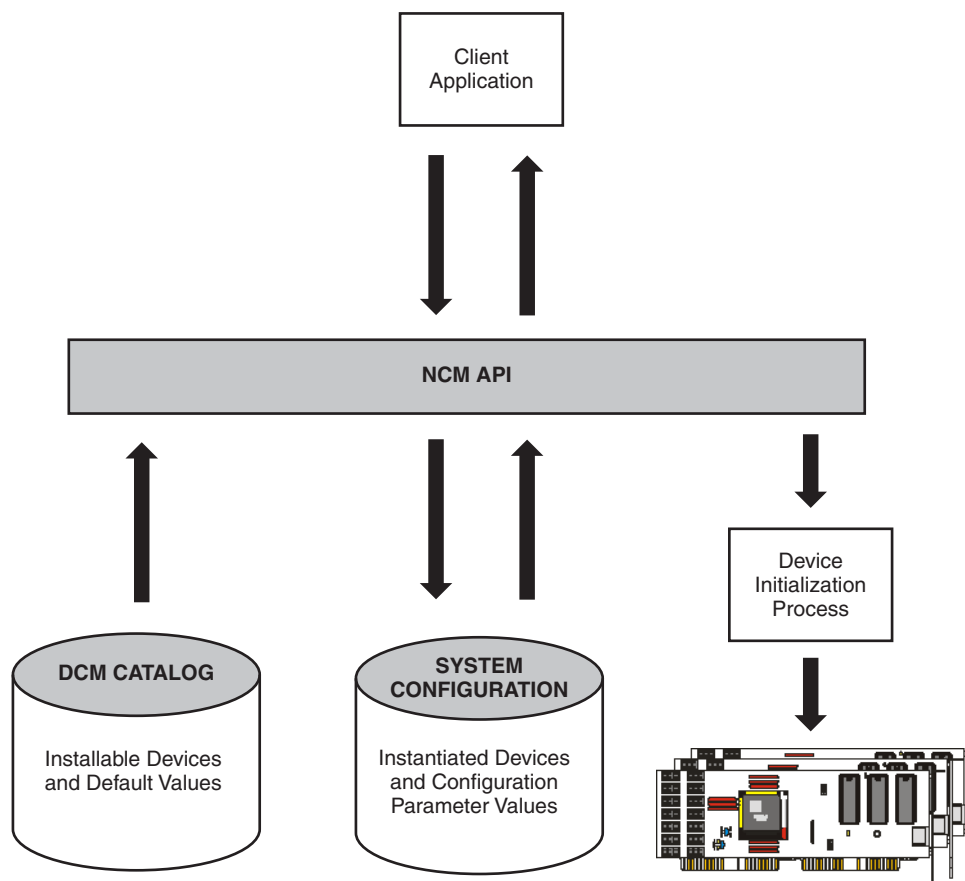 Client
Application
NCM API
Device
Initialization
Process
DCM CATALOG
Installable Devices
and Default Values
SYSTEM
CONFIGURATION
Instantiated Devices
and Configuration
Parameter Values